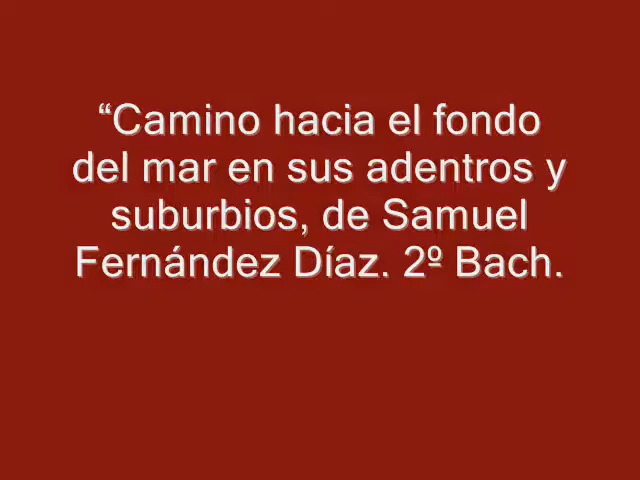 “Camino hacia el fondo
del mar en sus adentros y
suburbios, de Samuel
Fernández Díaz. 2º Bach.